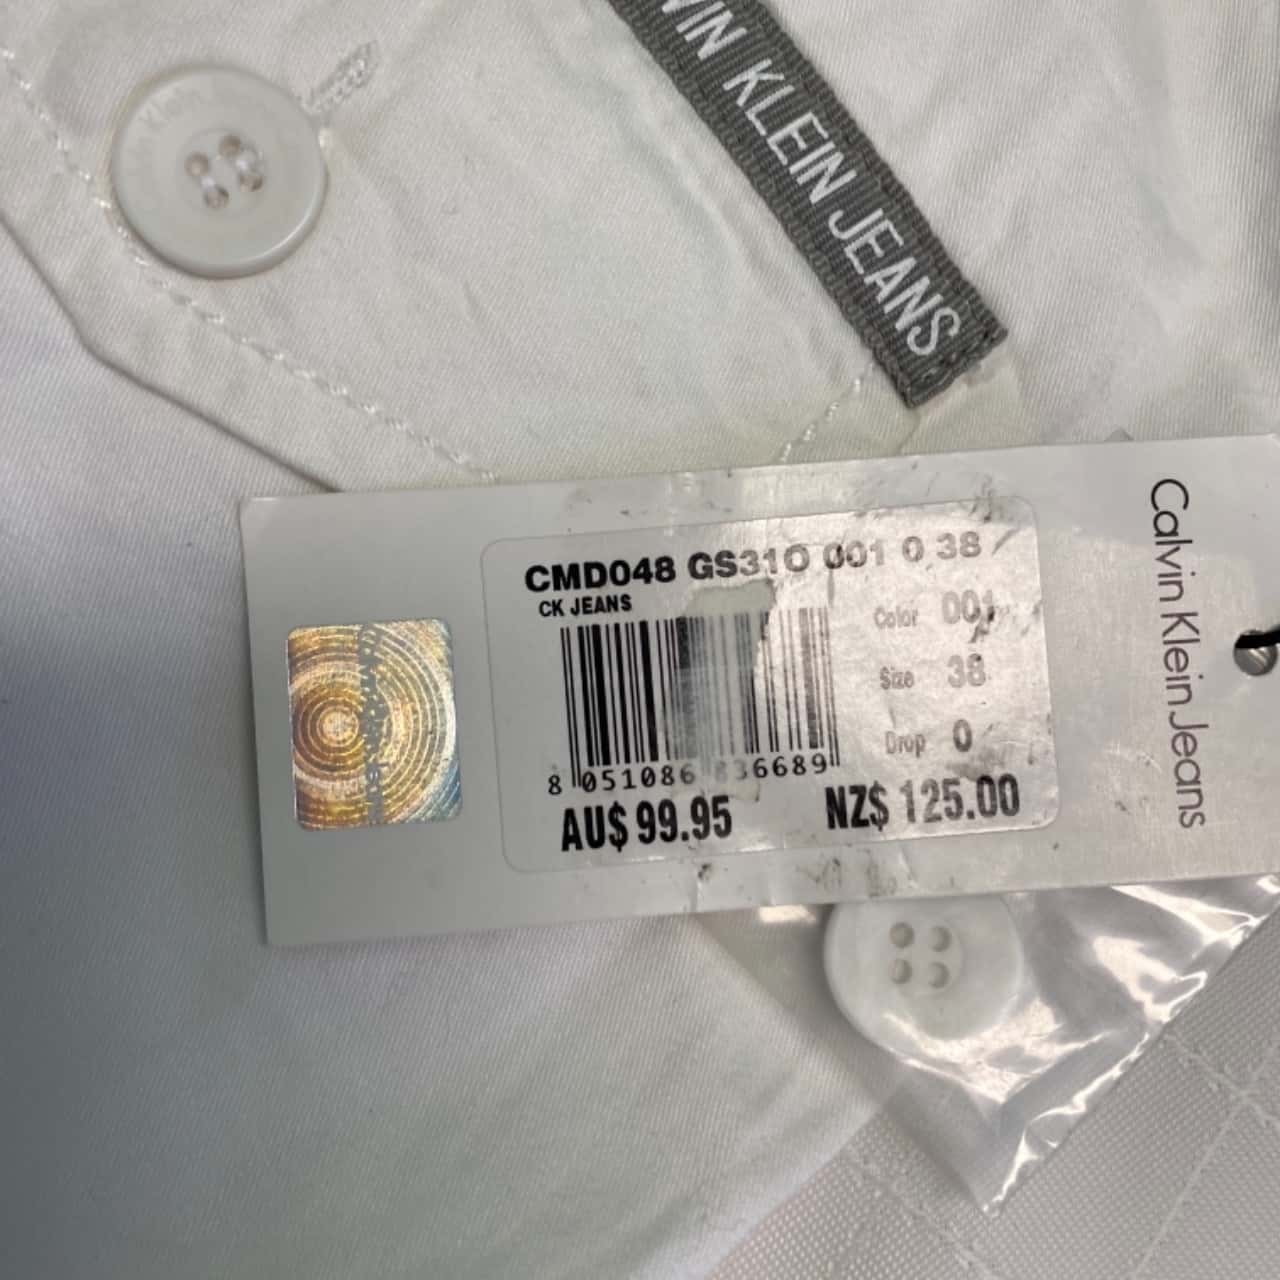 VIN KLEIN JEANS
CMD048 GS31O 001 0 38
CK JEANS
Color 001
Size 38
Drop 0
8 051086 836689
AU$ 99.95 NZ$ 125.00
Calvin Klein Jeans